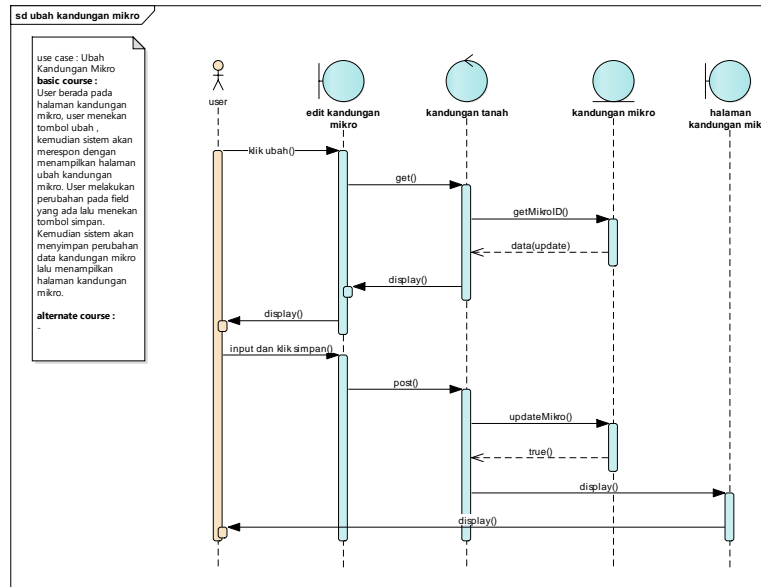 sd ubah kandungan mikro
use case : Ubah
Kandungan Mikro
basic course :
User berada pada
halaman kandungan
mikro, user menekan
tombol ubah ,
kemudian sistem akan
merespon dengan
menampilkan halaman
ubah kandungan
mikro. User melakukan
perubahan pada field
yang ada lalu menekan
tombol simpan.
Kemudian sistem akan
menyimpan perubahan
data kandungan mikro
lalu menampilkan
halaman kandungan
mikro.
alternate course :
-
user
edit kandungan
mikro
kandungan tanah
kandungan mikro
halaman
kandungan mik
klik ubah()
get()
getMikroID()
data(update)
display()
display()
input dan klik simpan()
post()
updateMikro()
true()
display()
display()